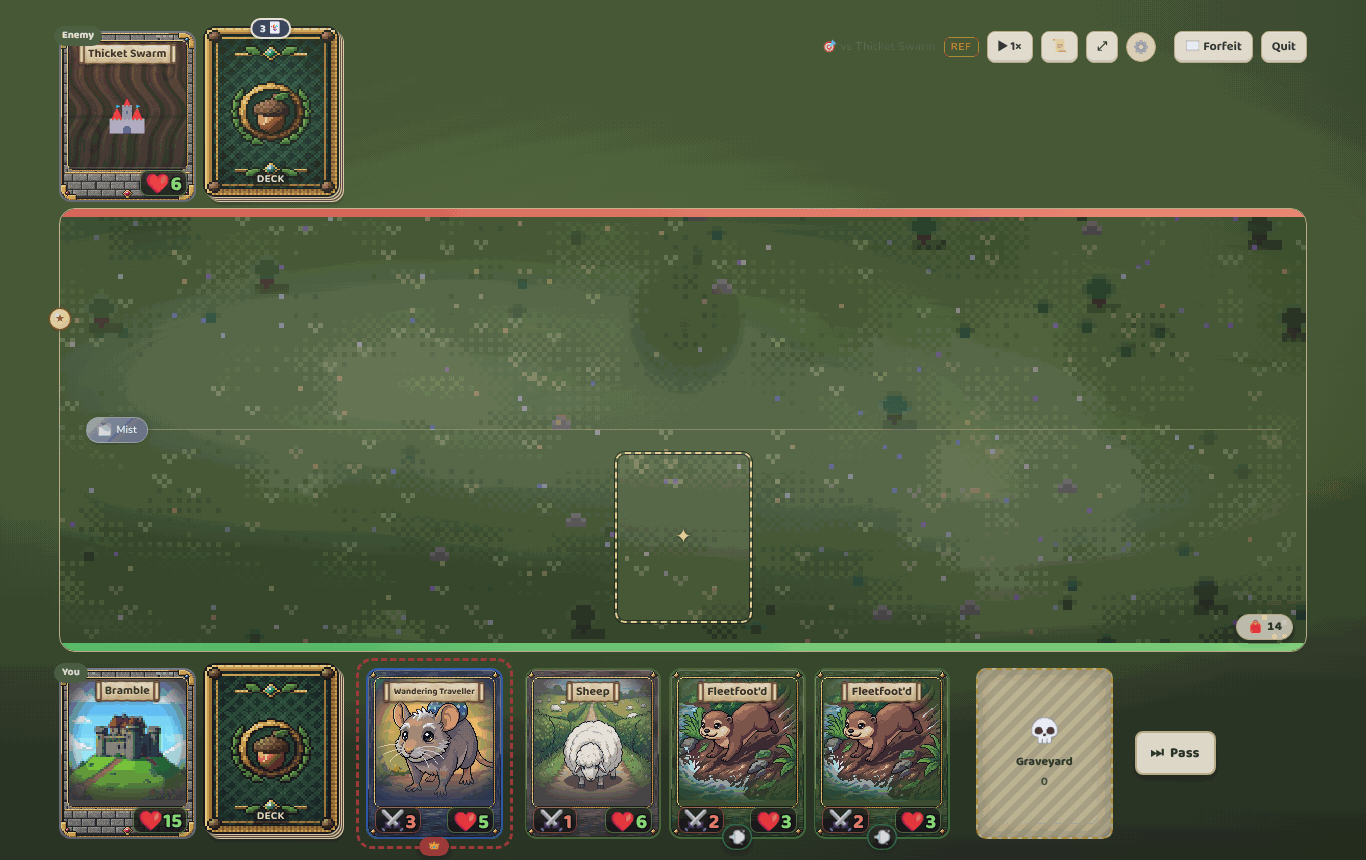 Enemy
Thicket Swarm
6
3
DECK
vs Thicket Swarm
REF
1×
Forfeit
Quit
Mist
14
You
Bramble
15
DECK
Wandering Traveller
3
5
Sheep
1
6
Fleetfoot'd
2
3
Fleetfoot'd
2
3
Graveyard
0
Pass